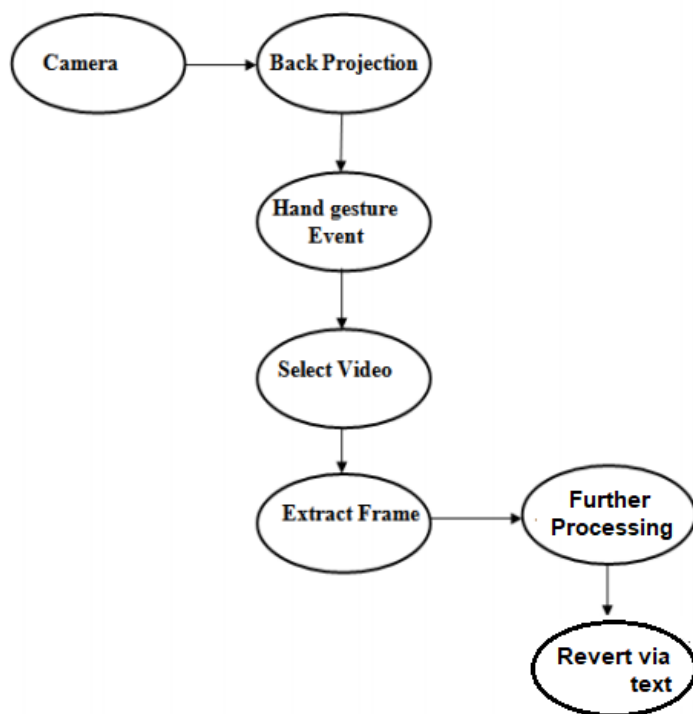 Camera
Back Projection
Hand gesture
Event
Select Video
Extract Frame
Further
Processing
Revert via
text